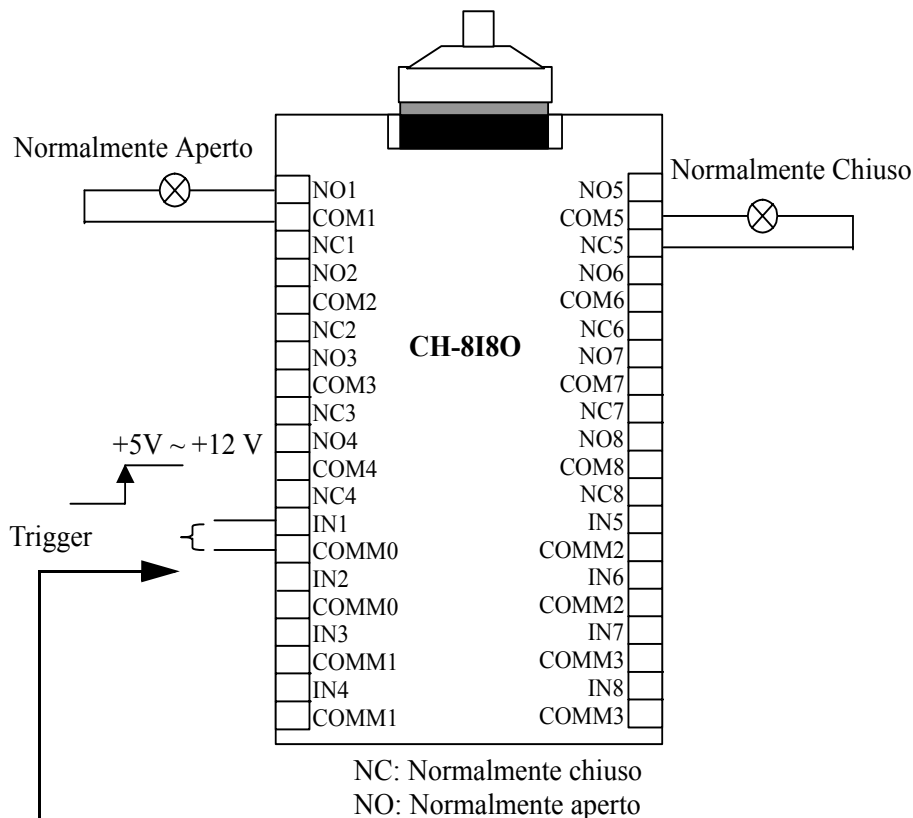 Normalmente Aperto
Normalmente Chiuso
NO1
COM1
NC1
NO2
COM2
NC2
NO3
COM3
NC3
NO4
COM4
NC4
IN1
COMM0
IN2
COMM0
IN3
COMM1
IN4
COMM1
CH-8I8O
NO5
COM5
NC5
NO6
COM6
NC6
NO7
COM7
NC7
NO8
COM8
NC8
IN5
COMM2
IN6
COMM2
IN7
COMM3
IN8
COMM3
+5V ~ +12 V
Trigger
NC: Normalmente chiuso
NO: Normalmente aperto